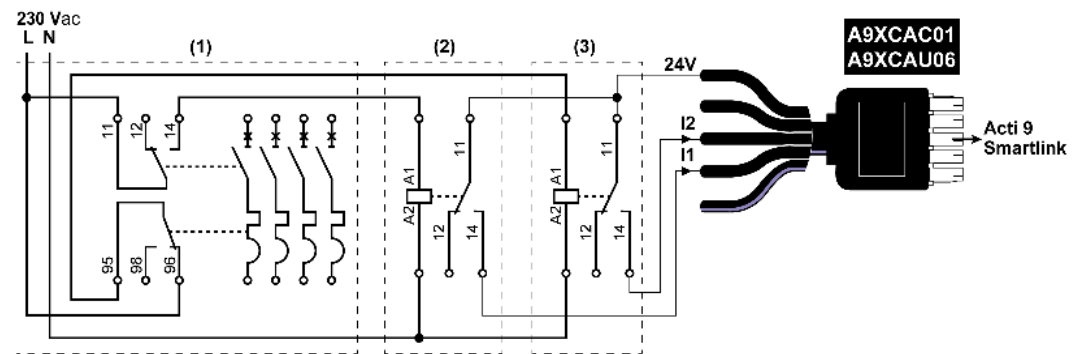 230 Vac
L N
(1)
(2)
(3)
24V
I2
I1
A9XCAC01
A9XCAU06
Acti 9
Smartlink
11
12
14
95
98
96
A1
A2
11
12
14
A1
A2
11
12
14